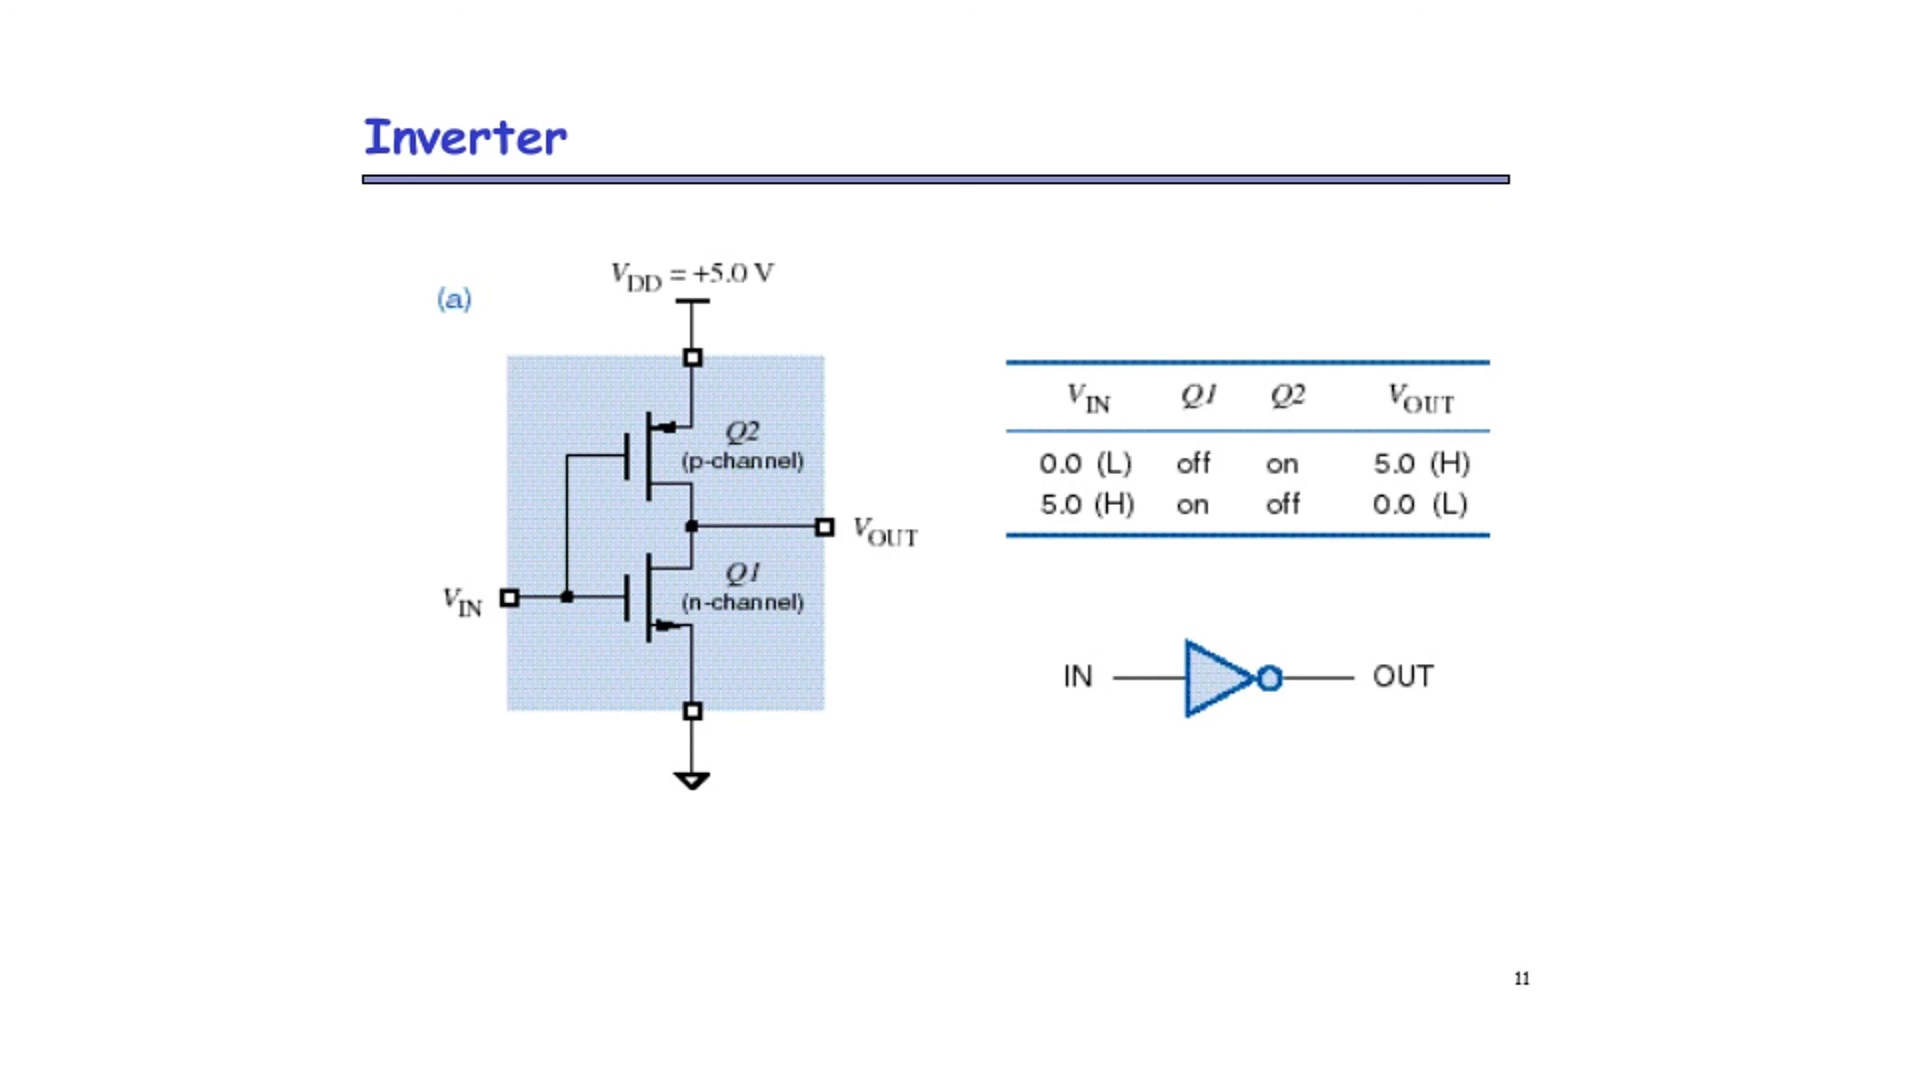 Inverter
V_DD = +5.0 V
(a)
Q2
(p-channel)
V_OUT
Q1
(n-channel)
V_IN
V_IN Q1 Q2 V_OUT
0.0 (L) off on 5.0 (H)
5.0 (H) on off 0.0 (L)
IN OUT
11